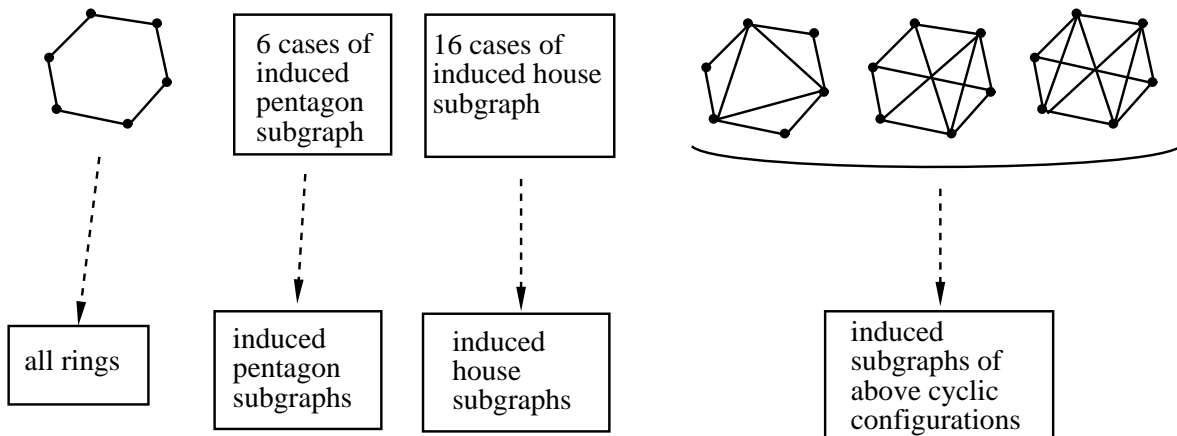 6 cases of
induced
pentagon
subgraph
16 cases of
induced house
subgraph
all rings
induced
pentagon
subgraphs
induced
house
subgraphs
induced
subgraphs of
above cyclic
configurations